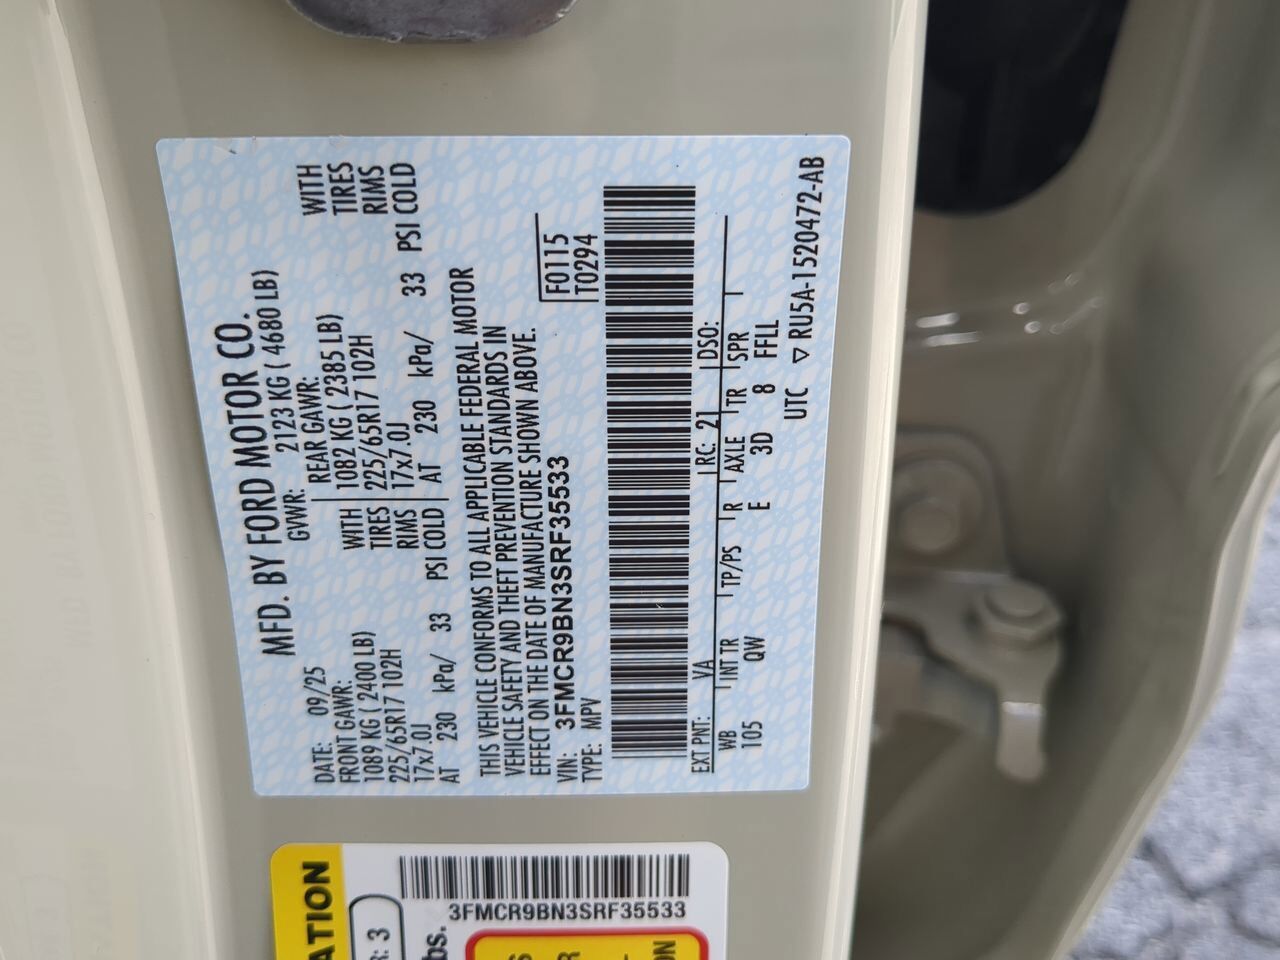 MFD. BY FORD MOTOR CO.
DATE: 09/25 GVWR: 2123 KG ( 4680 LB)
FRONT GAWR: REAR GAWR:
1089 KG ( 2400 LB) WITH 1082 KG ( 2385 LB) WITH
225/65R17 102H TIRES 225/65R17 102H TIRES
17x7.0J RIMS 17x7.0J RIMS
AT 230 kPa/ 33 PSI COLD AT 230 kPa/ 33 PSI COLD
THIS VEHICLE CONFORMS TO ALL APPLICABLE FEDERAL MOTOR
VEHICLE SAFETY AND THEFT PREVENTION STANDARDS IN
EFFECT ON THE DATE OF MANUFACTURE SHOWN ABOVE.
VIN: 3FMCR9BN3SRF35533
TYPE: MPV
F0115
T0294
EXT PNT: VA RC: 21 DSO:
WB INT TR TP/PS R AXLE TR SPR
105 QW E 3D 8 FFLL
UTC ▽ RU5A-1520472-AB
3FMCR9BN3SRF35533